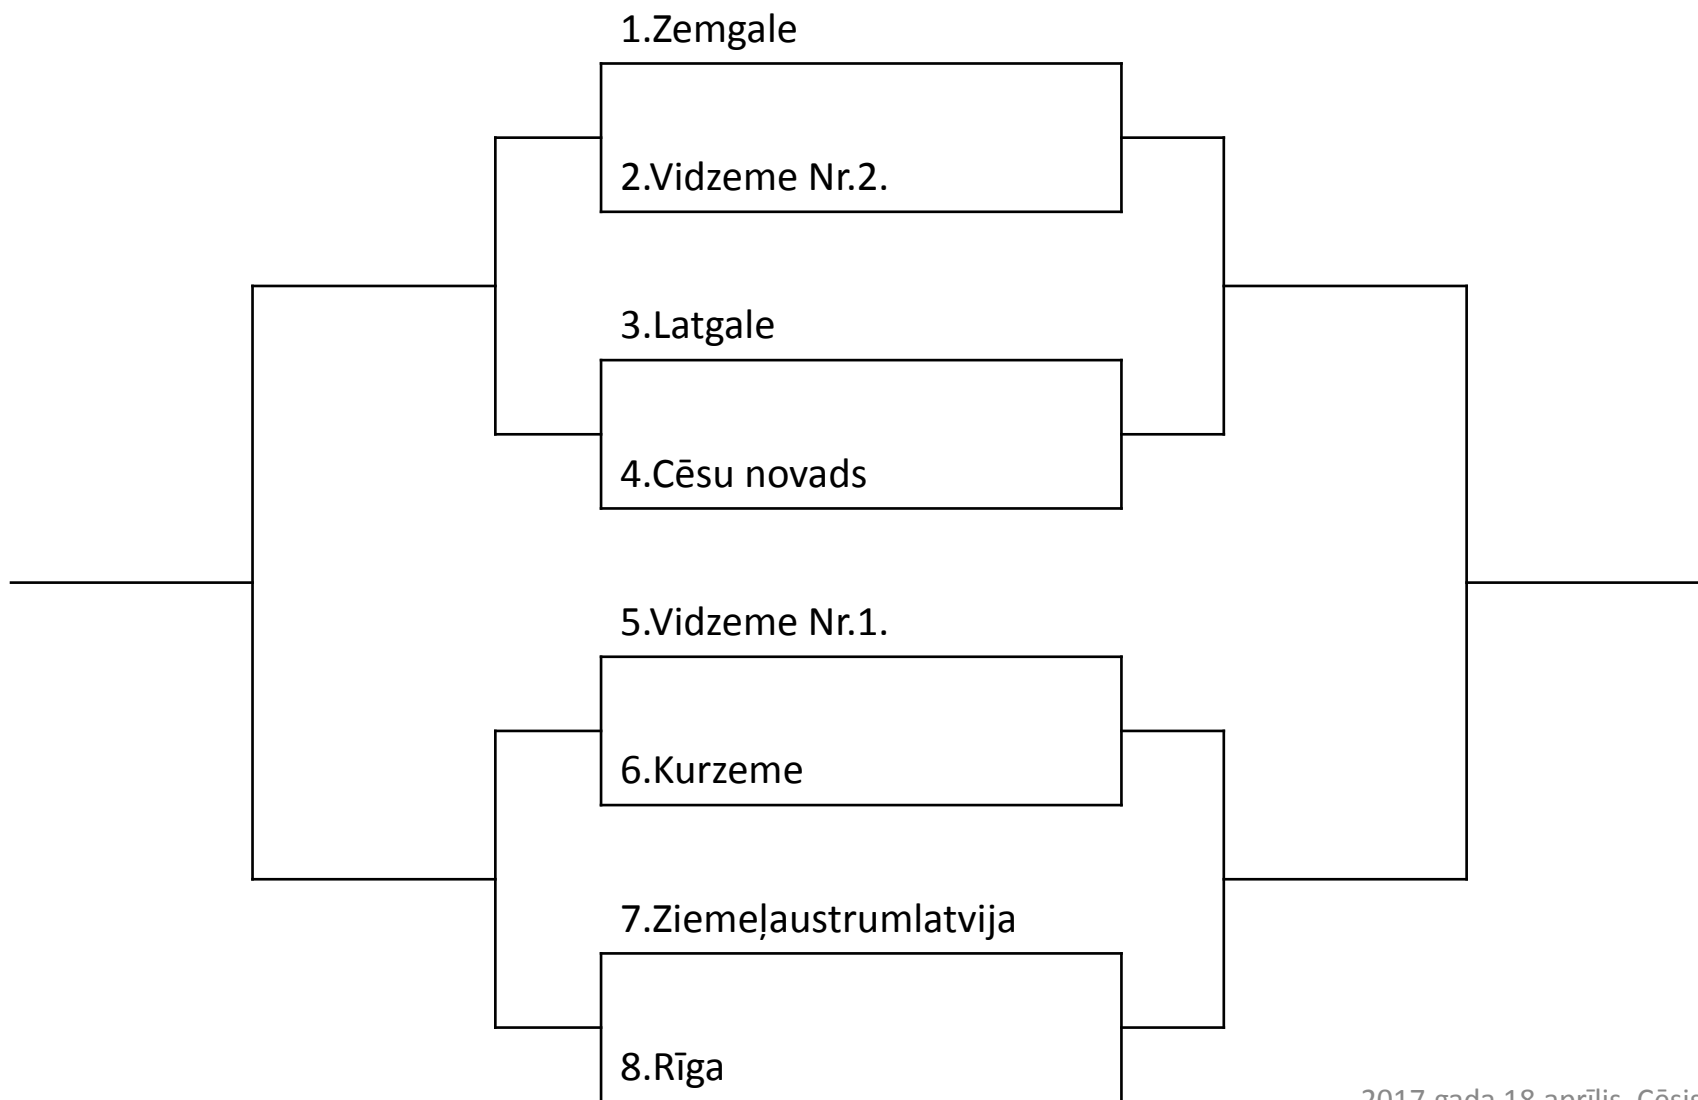 1.Zemgale
2.Vidzeme Nr.2.
3.Latgale
4.Cēsu novads
5.Vidzeme Nr.1.
6.Kurzeme
7.Ziemeļaustrumlatvija
8.Rīga
2017.gada 18.aprīlis, Cēsis